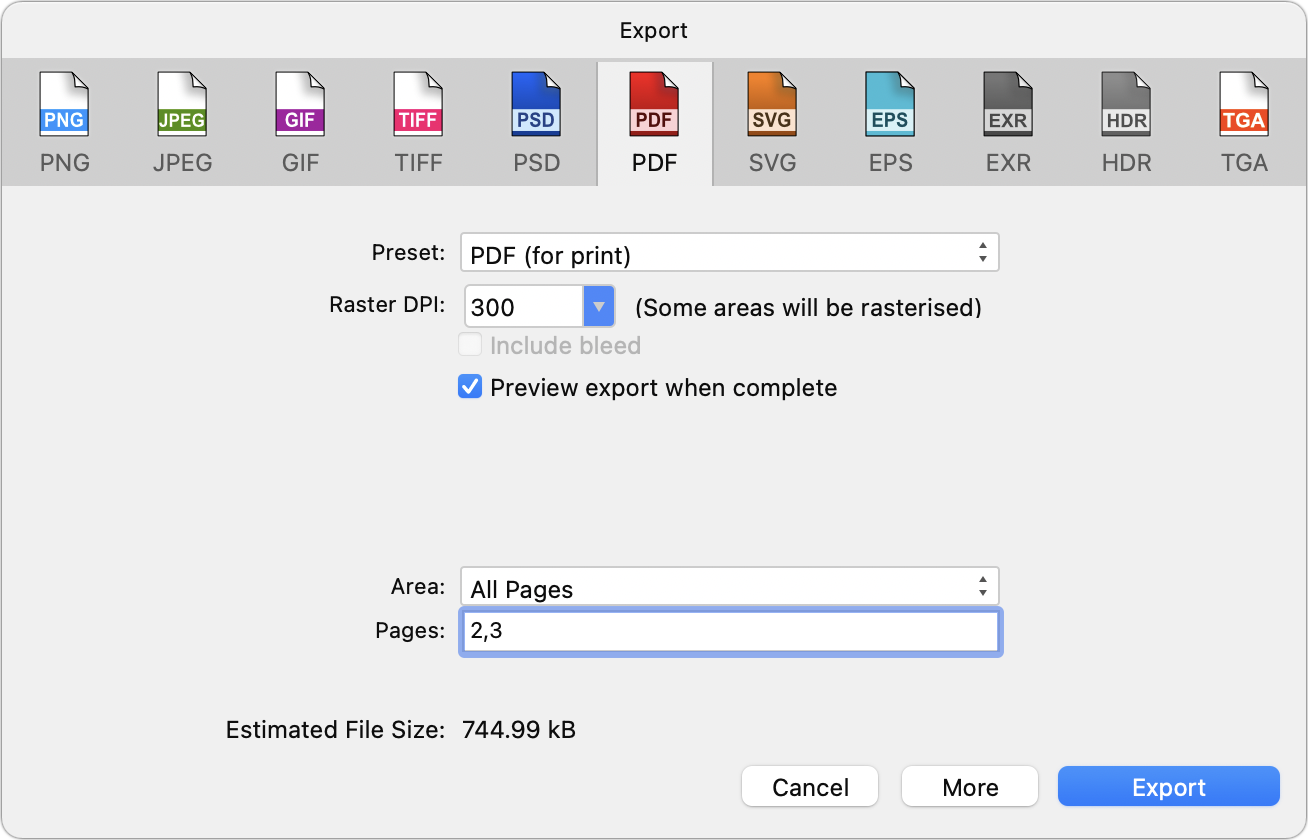 Export
PNG JPEG GIF TIFF PSD PDF SVG EPS EXR HDR TGA
PNG JPEG GIF TIFF PSD PDF SVG EPS EXR HDR TGA
Preset: PDF (for print)
Raster DPI: 300 (Some areas will be rasterised)
Include bleed
Preview export when complete
Area: All Pages
Pages: 2,3
Estimated File Size: 744.99 kB
Cancel More Export